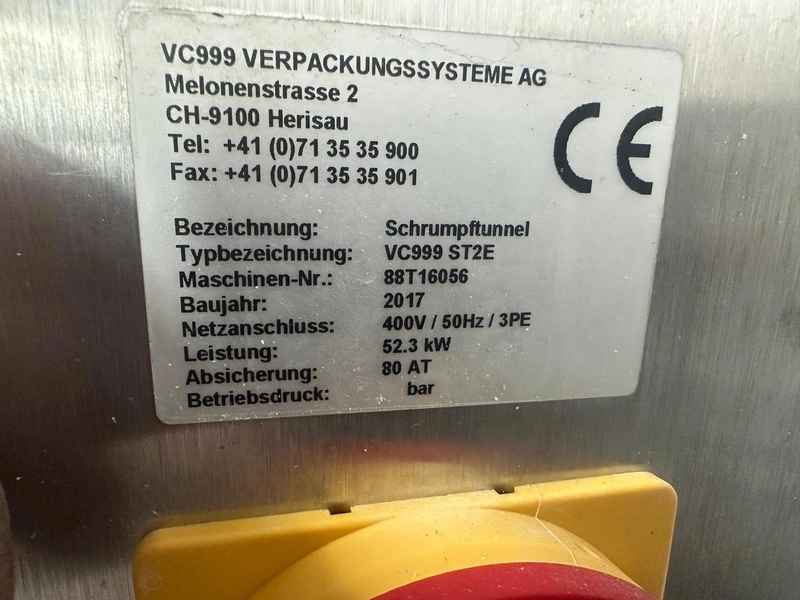 VC999 VERPACKUNGSSYSTEME AG
Melonenstrasse 2
CH-9100 Herisau
Tel: +41 (0)71 35 35 900
Fax: +41 (0)71 35 35 901
CE
Bezeichnung: Schrumpftunnel
Typbezeichnung: VC999 ST2E
Maschinen-Nr.: 88T16056
Baujahr: 2017
Netzanschluss: 400V / 50Hz / 3PE
Leistung: 52.3 kW
Absicherung: 80 AT
Betriebsdruck: bar